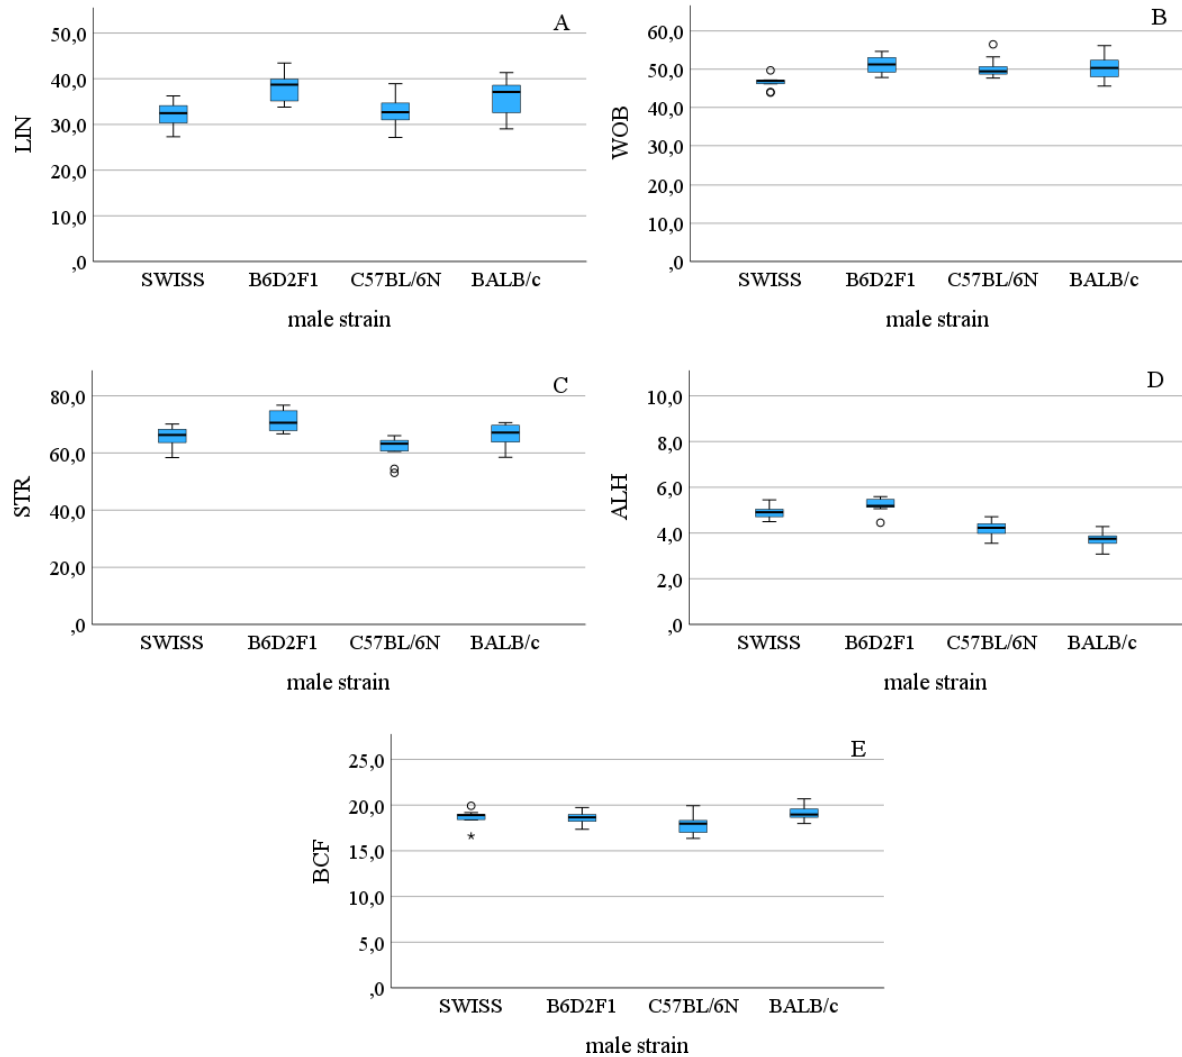 A
50,0
40,0
30,0
20,0
10,0
,0
LIN
SWISS B6D2F1 C57BL/6N BALB/c
male strain
B
60,0
50,0
40,0
30,0
20,0
10,0
,0
WOB
SWISS B6D2F1 C57BL/6N BALB/c
male strain
C
80,0
60,0
40,0
20,0
,0
STR
SWISS B6D2F1 C57BL/6N BALB/c
male strain
D
10,0
8,0
6,0
4,0
2,0
,0
ALH
SWISS B6D2F1 C57BL/6N BALB/c
male strain
E
25,0
20,0
15,0
10,0
5,0
,0
BCF
SWISS B6D2F1 C57BL/6N BALB/c
male strain